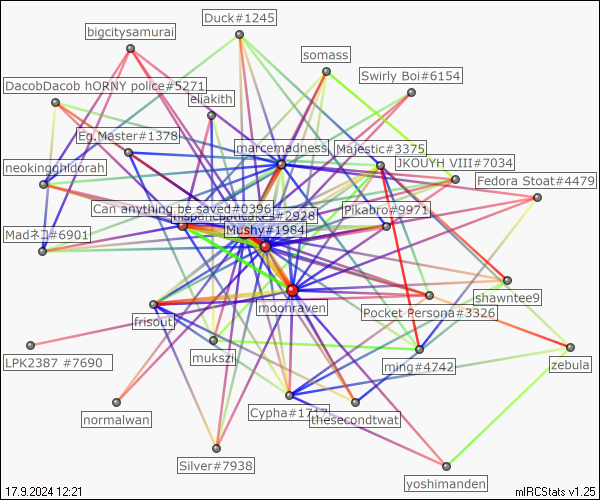 Duck#1245
bigcitysamurai
somass
Swirly Boi#6154
DacobDacob hORNY police#5271
eliakith
Eg.Master#1378
marcemadness
Majestic#3375
JKOUYH VIII#7034
neokingghidorah
Fedora Stoat#4479
Can anything be saved#0396
#2928
Pikabro#9971
Mushy#1984
Madネコ#6901
shawntee9
moonraven
Pocket Persona#3326
frisout
mukszi
LPK2387 #7690
ming#4742
zebula
normalwan
Cypha#1717
thesecondtwat
Silver#7938
yoshimanden
17.9.2024 12:21
mIRCStats v1.25